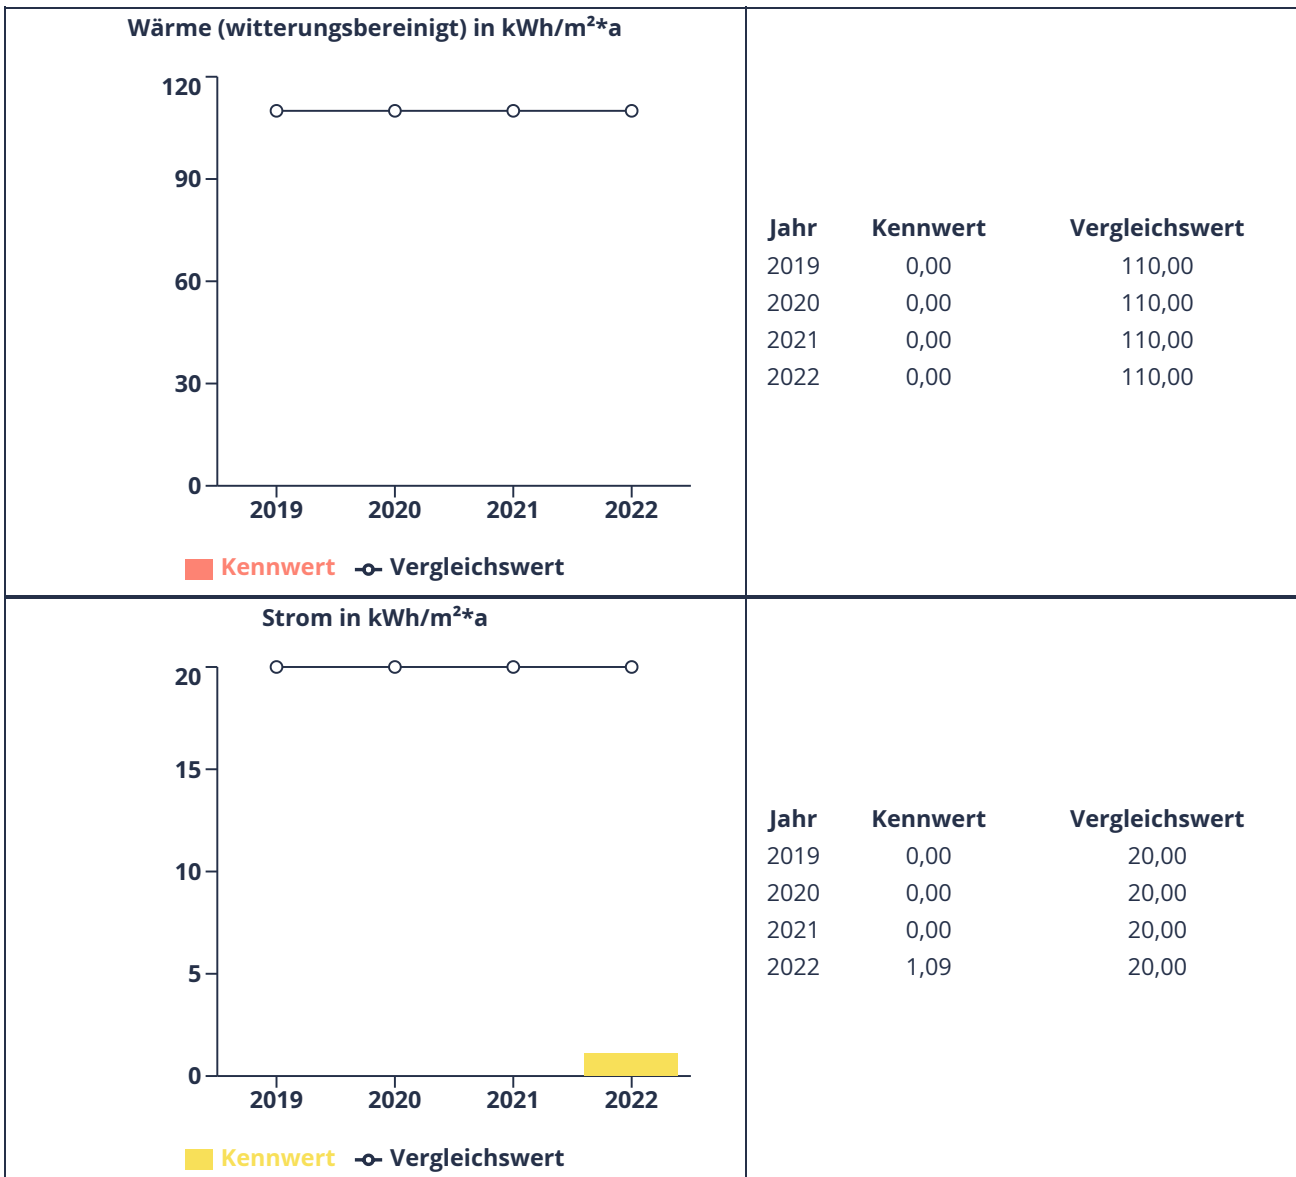 Wärme (witterungsbereinigt) in kWh/m²*a
120
90
60
30
0
2019 2020 2021 2022
Kennwert Vergleichswert
Jahr Kennwert Vergleichswert
2019 0,00 110,00
2020 0,00 110,00
2021 0,00 110,00
2022 0,00 110,00
Strom in kWh/m²*a
20
15
10
5
0
2019 2020 2021 2022
Kennwert Vergleichswert
Jahr Kennwert Vergleichswert
2019 0,00 20,00
2020 0,00 20,00
2021 0,00 20,00
2022 1,09 20,00